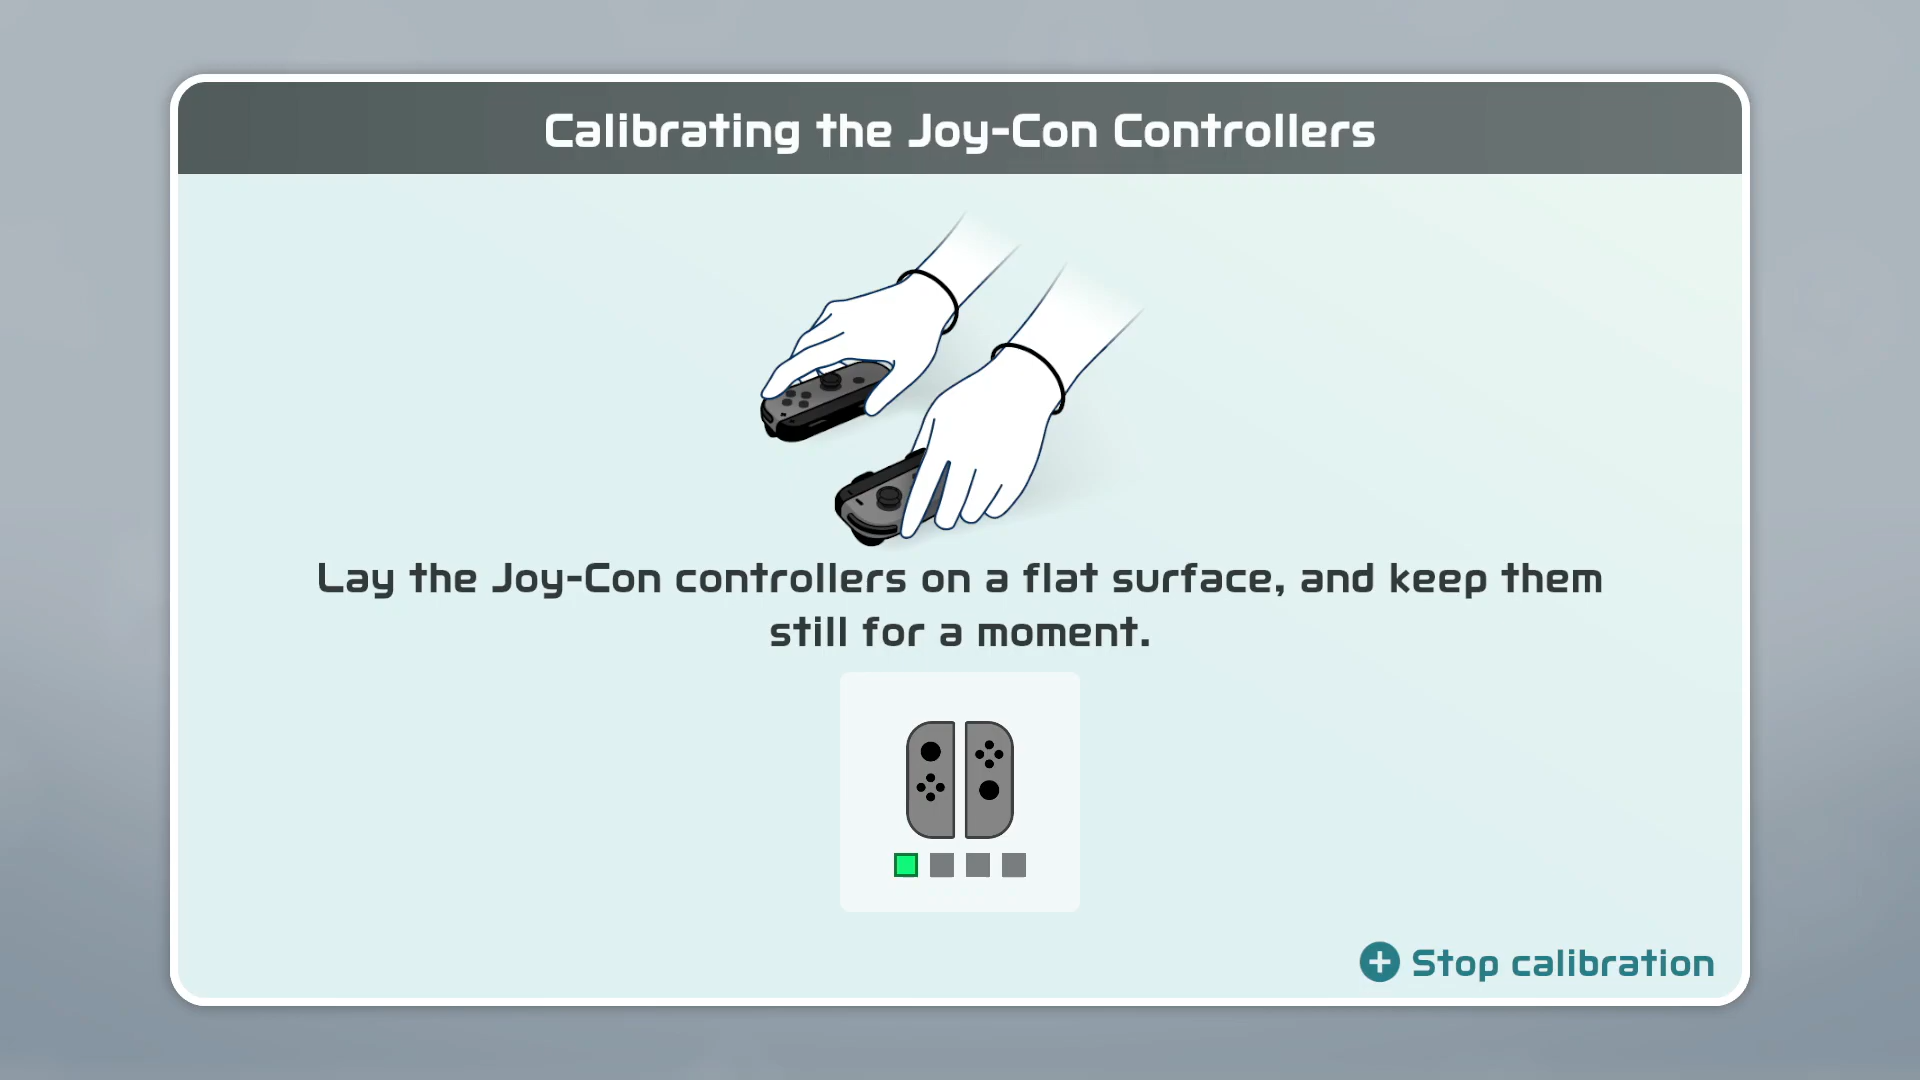 Calibrating the Joy-Con Controllers
Lay the Joy-Con controllers on a flat surface, and keep them
still for a moment.
Stop calibration